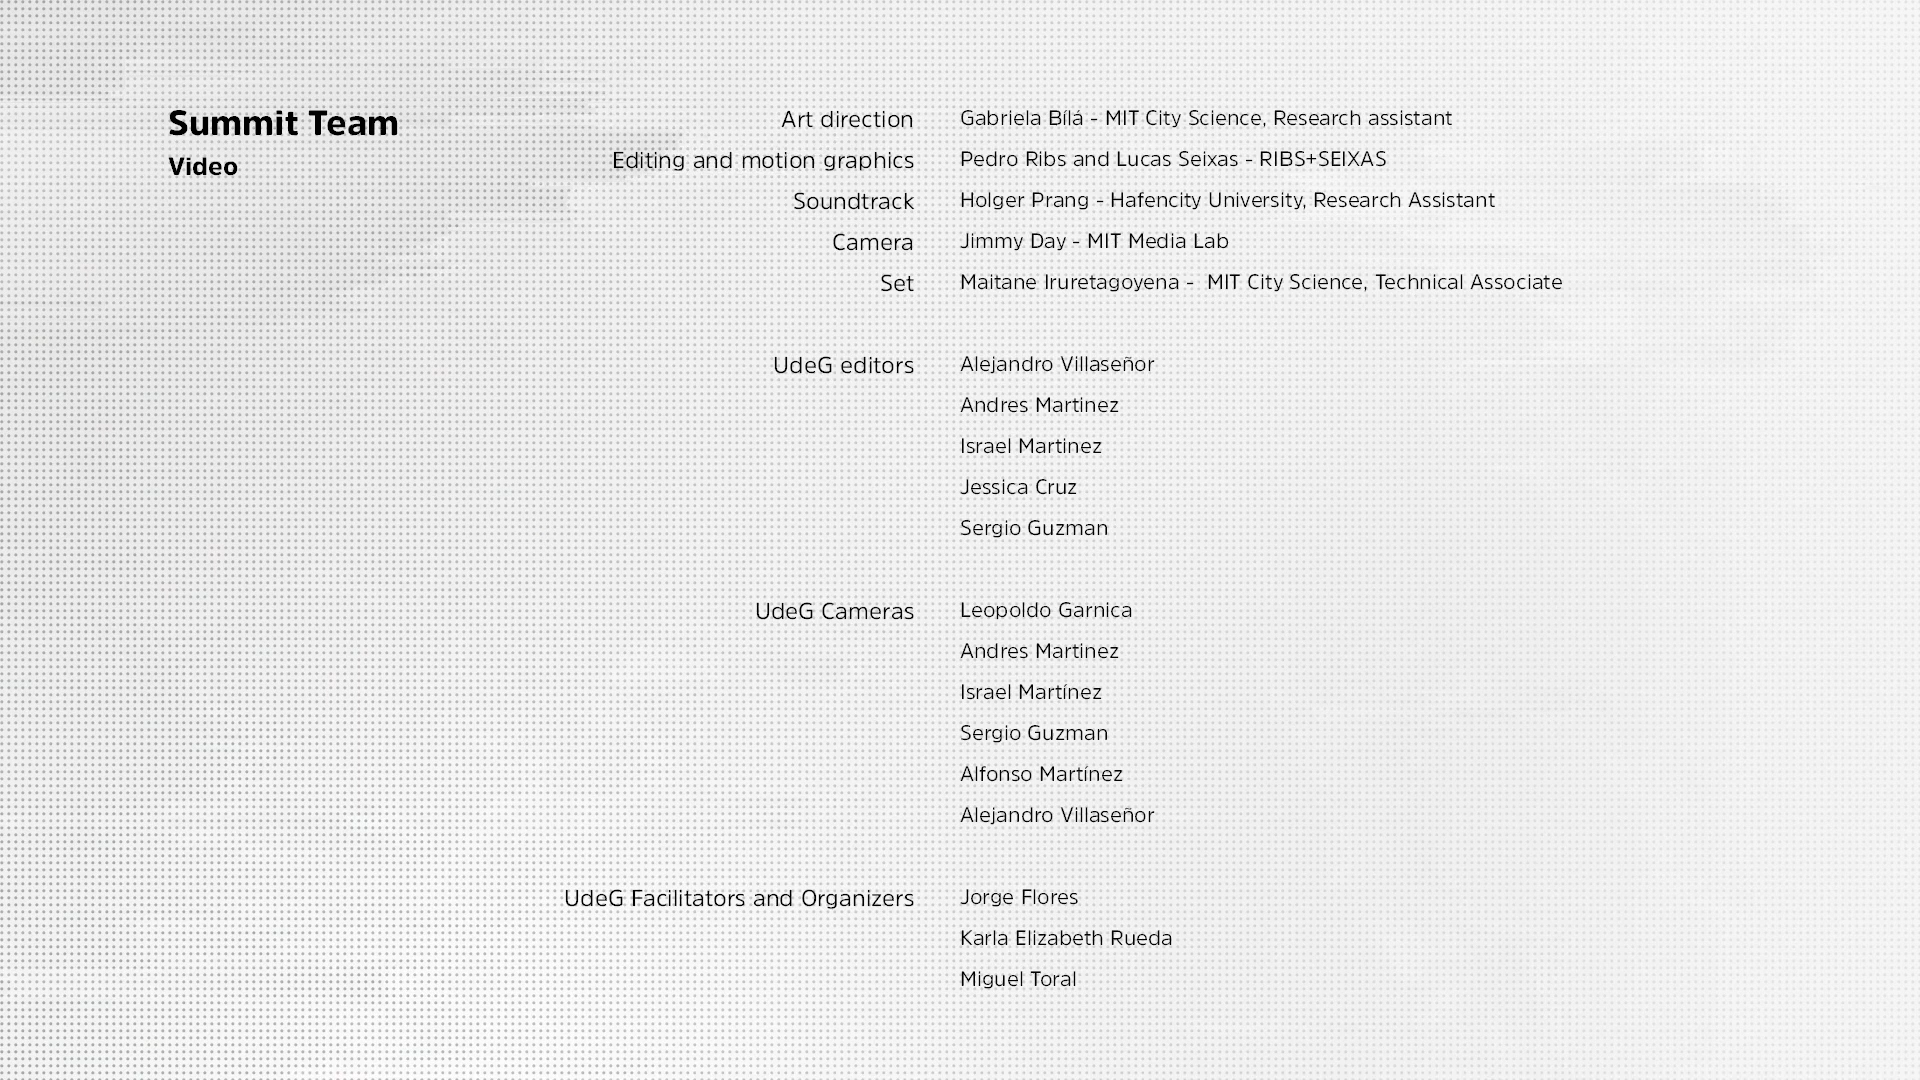 Summit Team
Video
Art direction Gabriela Bílá - MIT City Science, Research assistant
Editing and motion graphics Pedro Ribs and Lucas Seixas - RIBS+SEIXAS
Soundtrack Holger Prang - Hafencity University, Research Assistant
Camera Jimmy Day - MIT Media Lab
Set Maitane Iruretagoyena - MIT City Science, Technical Associate
UdeG editors Alejandro Villaseñor
Andres Martinez
Israel Martinez
Jessica Cruz
Sergio Guzman
UdeG Cameras Leopoldo Garnica
Andres Martinez
Israel Martínez
Sergio Guzman
Alfonso Martínez
Alejandro Villaseñor
UdeG Facilitators and Organizers Jorge Flores
Karla Elizabeth Rueda
Miguel Toral